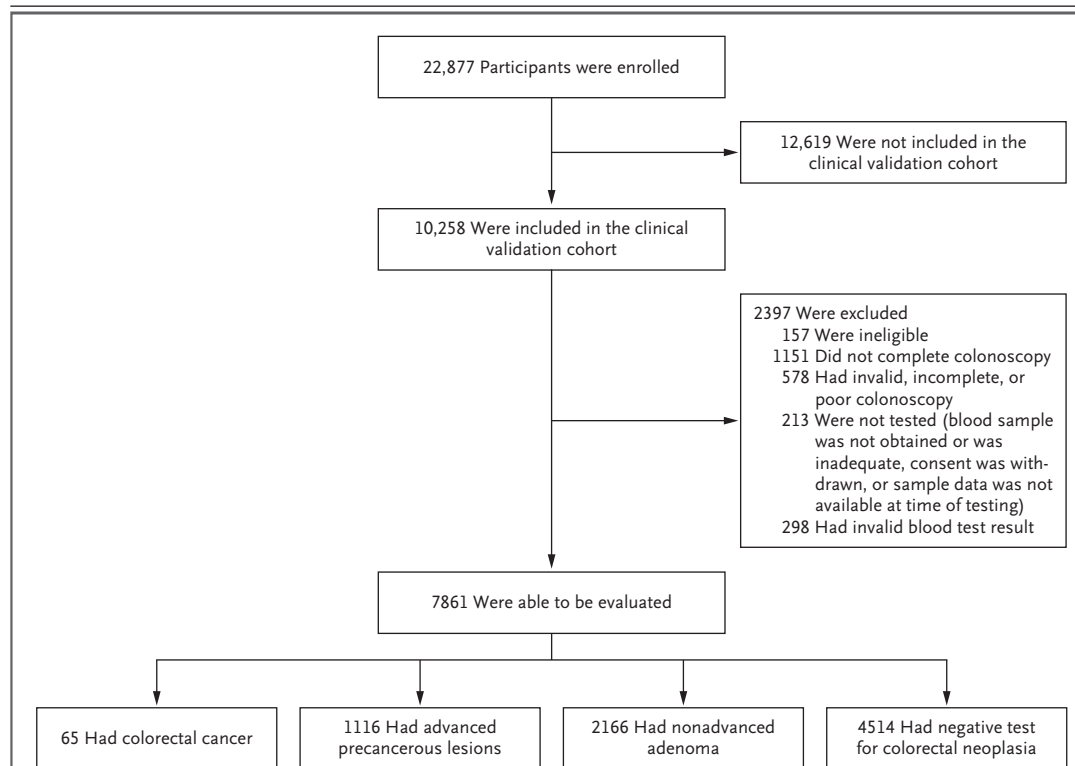 22,877 Participants were enrolled
12,619 Were not included in the
clinical validation cohort
10,258 Were included in the clinical
validation cohort
2397 Were excluded
157 Were ineligible
1151 Did not complete colonoscopy
578 Had invalid, incomplete, or
poor colonoscopy
213 Were not tested (blood sample
was not obtained or was
inadequate, consent was with-
drawn, or sample data was not
available at time of testing)
298 Had invalid blood test result
7861 Were able to be evaluated
65 Had colorectal cancer
1116 Had advanced
precancerous lesions
2166 Had nonadvanced
adenoma
4514 Had negative test
for colorectal neoplasia